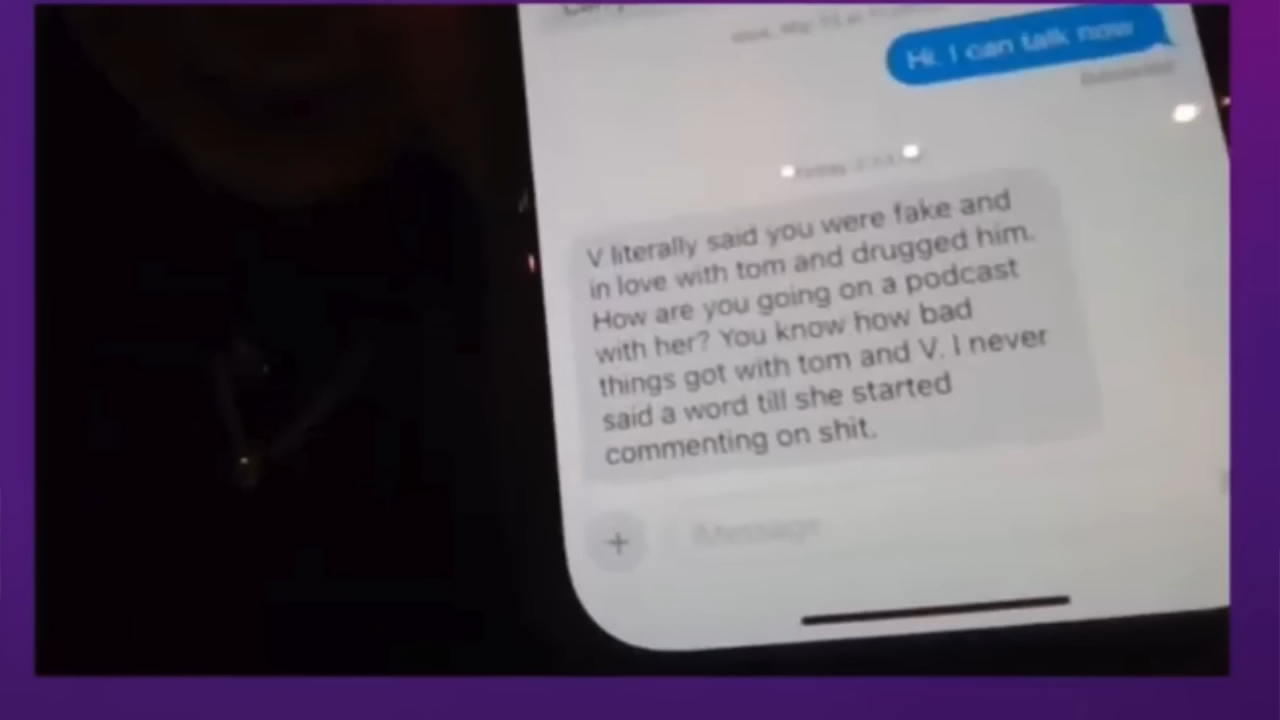 Hi. I can talk now
V literally said you were fake and
in love with tom and drugged him.
How are you going on a podcast
with her? You know how bad
things got with tom and V. I never
said a word till she started
commenting on shit.
+
iMessage